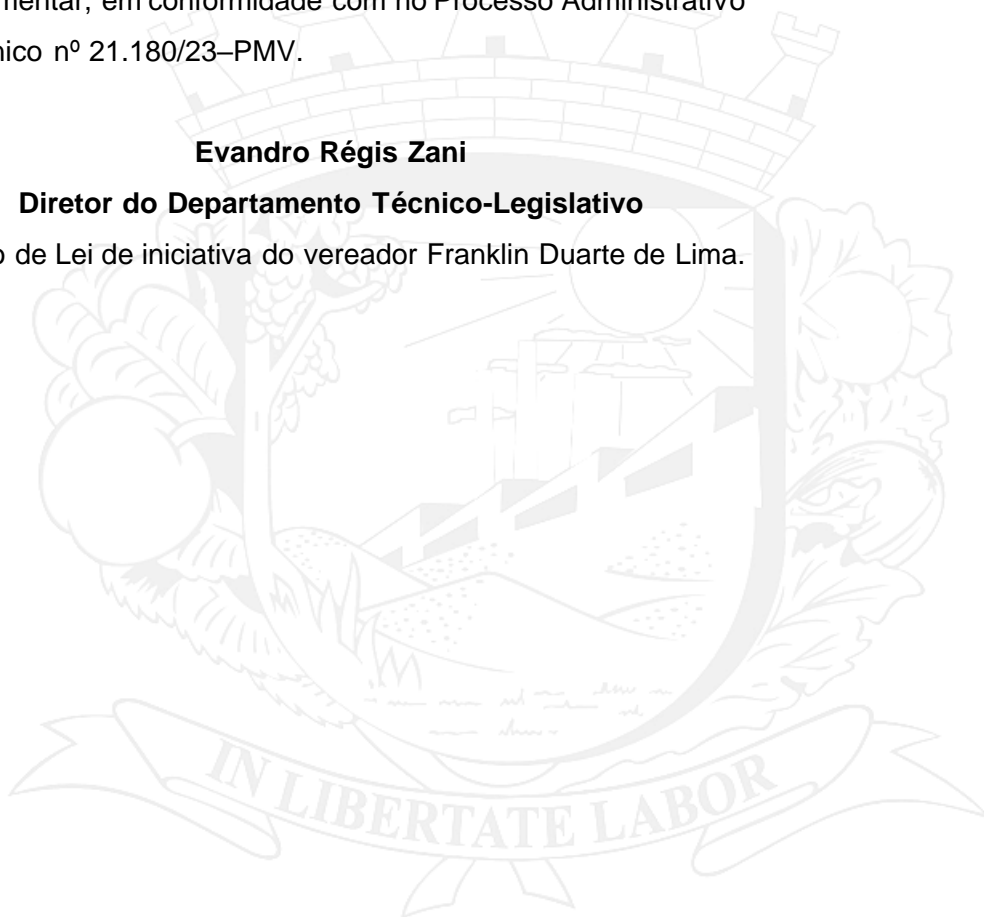 mentar, em conformidade com no Processo Administrativo
nico nº 21.180/23–PMV.
Evandro Régis Zani
Diretor do Departamento Técnico-Legislativo
o de Lei de iniciativa do vereador Franklin Duarte de Lima.
IN LIBERTATE LABOR